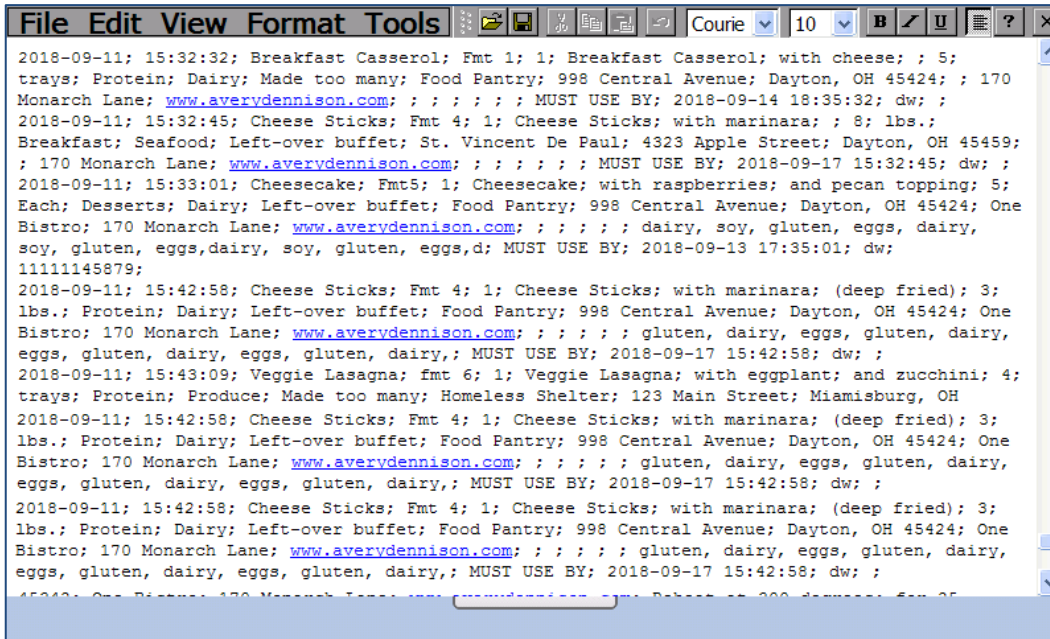 File Edit View Format Tools Courie 10 B I U ?
2018-09-11; 15:32:32; Breakfast Casserol; Fmt 1; 1; Breakfast Casserol; with cheese; ; 5;
trays; Protein; Dairy; Made too many; Food Pantry; 998 Central Avenue; Dayton, OH 45424; ; 170
Monarch Lane; www.averydennison.com; ; ; ; ; ; ; MUST USE BY; 2018-09-14 18:35:32; dw; ;
2018-09-11; 15:32:45; Cheese Sticks; Fmt 4; 1; Cheese Sticks; with marinara; ; 8; lbs.;
Breakfast; Seafood; Left-over buffet; St. Vincent De Paul; 4323 Apple Street; Dayton, OH 45459;
; 170 Monarch Lane; www.averydennison.com; ; ; ; ; ; ; MUST USE BY; 2018-09-17 15:32:45; dw; ;
2018-09-11; 15:33:01; Cheesecake; Fmt5; 1; Cheesecake; with raspberries; and pecan topping; 5;
Each; Desserts; Dairy; Left-over buffet; Food Pantry; 998 Central Avenue; Dayton, OH 45424; One
Bistro; 170 Monarch Lane; www.averydennison.com; ; ; ; ; ; dairy, soy, gluten, eggs, dairy,
soy, gluten, eggs,dairy, soy, gluten, eggs,d; MUST USE BY; 2018-09-13 17:35:01; dw;
11111145879;
2018-09-11; 15:42:58; Cheese Sticks; Fmt 4; 1; Cheese Sticks; with marinara; (deep fried); 3;
lbs.; Protein; Dairy; Left-over buffet; Food Pantry; 998 Central Avenue; Dayton, OH 45424; One
Bistro; 170 Monarch Lane; www.averydennison.com; ; ; ; ; ; gluten, dairy, eggs, gluten, dairy,
eggs, gluten, dairy, eggs, gluten, dairy,; MUST USE BY; 2018-09-17 15:42:58; dw; ;
2018-09-11; 15:43:09; Veggie Lasagna; fmt 6; 1; Veggie Lasagna; with eggplant; and zucchini; 4;
trays; Protein; Produce; Made too many; Homeless Shelter; 123 Main Street; Miamisburg, OH
2018-09-11; 15:42:58; Cheese Sticks; Fmt 4; 1; Cheese Sticks; with marinara; (deep fried); 3;
lbs.; Protein; Dairy; Left-over buffet; Food Pantry; 998 Central Avenue; Dayton, OH 45424; One
Bistro; 170 Monarch Lane; www.averydennison.com; ; ; ; ; ; gluten, dairy, eggs, gluten, dairy,
eggs, gluten, dairy, eggs, gluten, dairy,; MUST USE BY; 2018-09-17 15:42:58; dw; ;
2018-09-11; 15:42:58; Cheese Sticks; Fmt 4; 1; Cheese Sticks; with marinara; (deep fried); 3;
lbs.; Protein; Dairy; Left-over buffet; Food Pantry; 998 Central Avenue; Dayton, OH 45424; One
Bistro; 170 Monarch Lane; www.averydennison.com; ; ; ; ; ; gluten, dairy, eggs, gluten, dairy,
eggs, gluten, dairy, eggs, gluten, dairy,; MUST USE BY; 2018-09-17 15:42:58; dw; ;
One Bistro; 170 Monarch Lane;